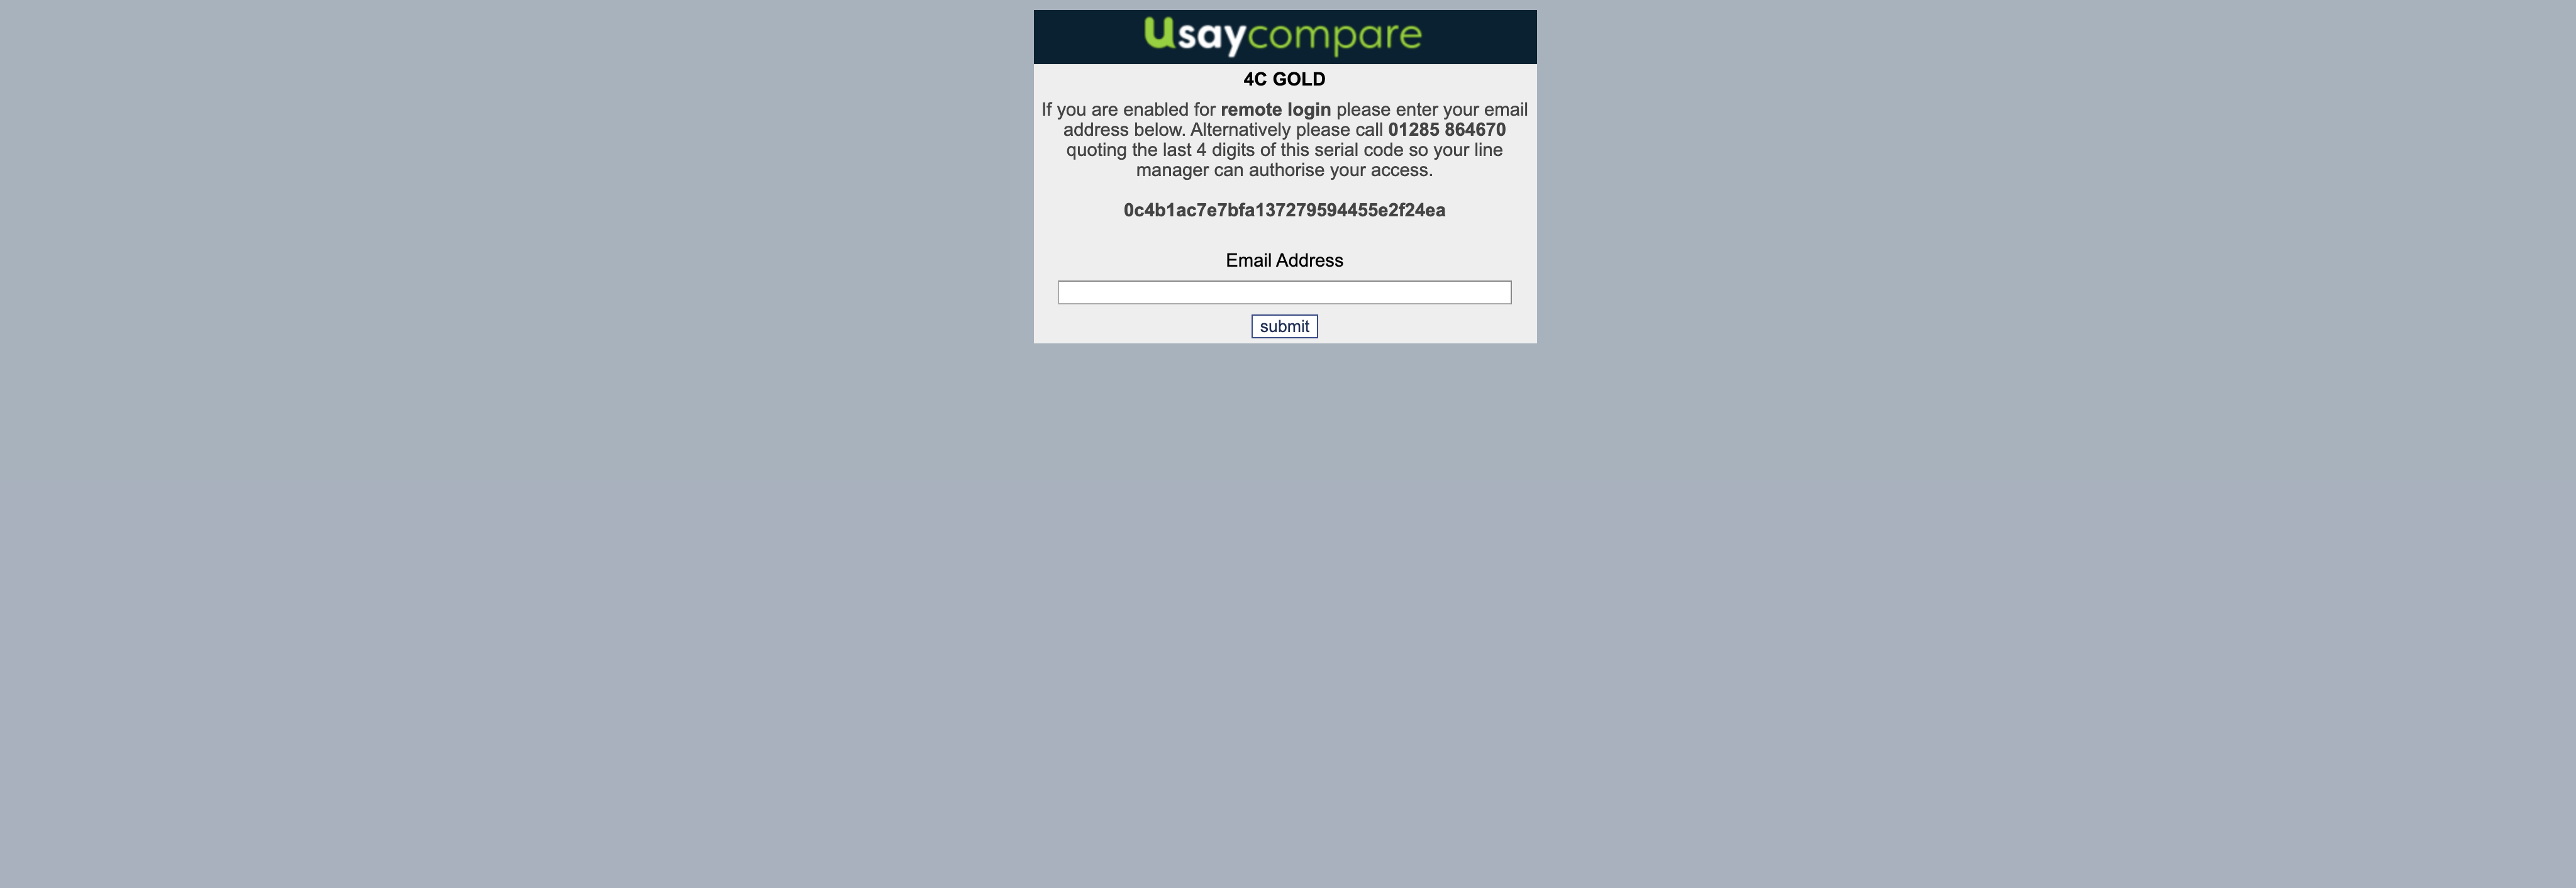 usaycompare
4C GOLD
If you are enabled for remote login please enter your email
address below. Alternatively please call 01285 864670
quoting the last 4 digits of this serial code so your line
manager can authorise your access.
0c4b1ac7e7bfa137279594455e2f24ea
Email Address
submit